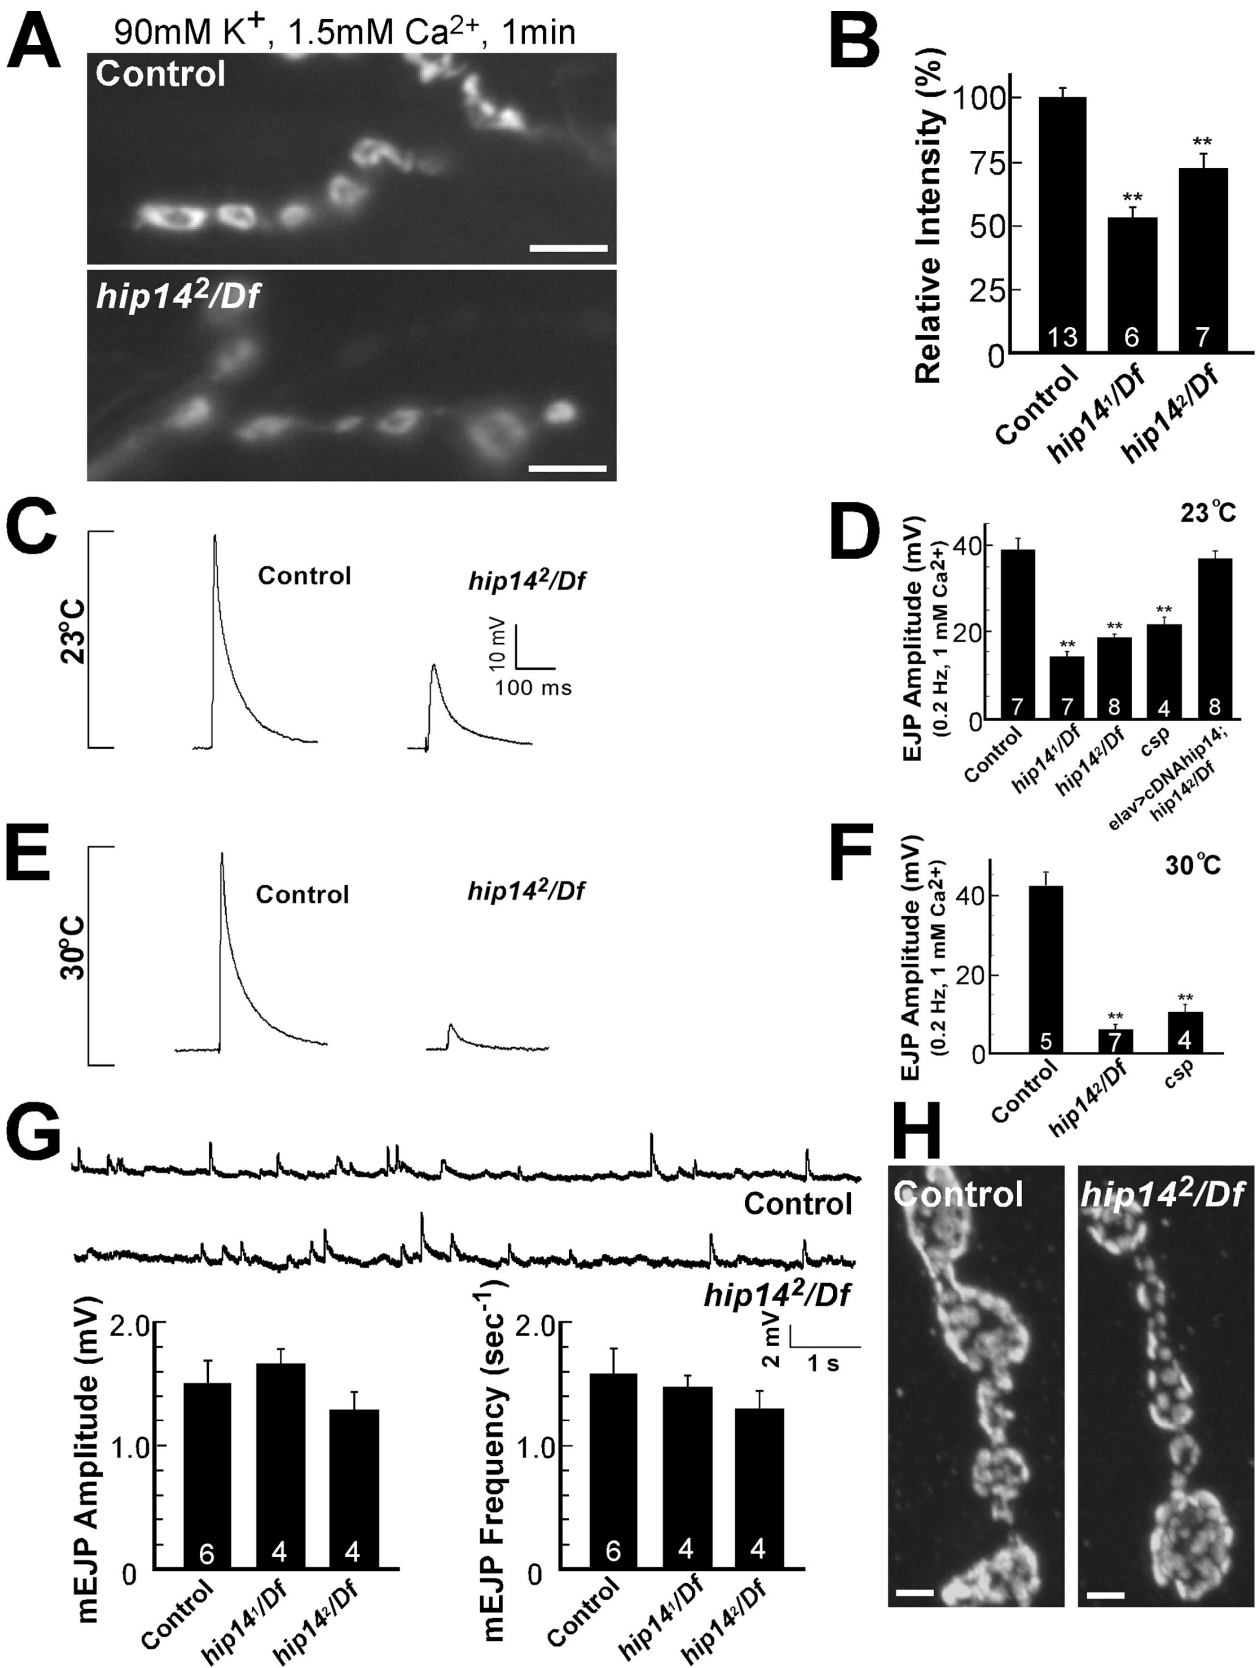 A
90mM K+, 1.5mM Ca2+, 1min
Control
hip14²/Df
B
Relative Intensity (%)
100
75
50
25
0
13
6
7
**
**
Control
hip14¹/Df
hip14²/Df
C
23°C
Control
hip14²/Df
10 mV
100 ms
D
23°C
EJP Amplitude (mV)
(0.2 Hz, 1 mM Ca2+)
40
20
0
**
**
**
7
7
8
4
8
Control
hip14¹/Df
hip14²/Df
csp
elav>cDNAhip14;
hip14²/Df
E
30°C
Control
hip14²/Df
F
30°C
EJP Amplitude (mV)
(0.2 Hz, 1 mM Ca2+)
40
20
0
**
**
5
7
4
Control
hip14²/Df
csp
G
Control
hip14²/Df
2 mV
1 s
mEJP Amplitude (mV)
2.0
1.0
0
6
4
4
Control
hip14¹/Df
hip14²/Df
mEJP Frequency (sec⁻¹)
2.0
1.0
0
6
4
4
Control
hip14¹/Df
hip14²/Df
H
Control
hip14²/Df